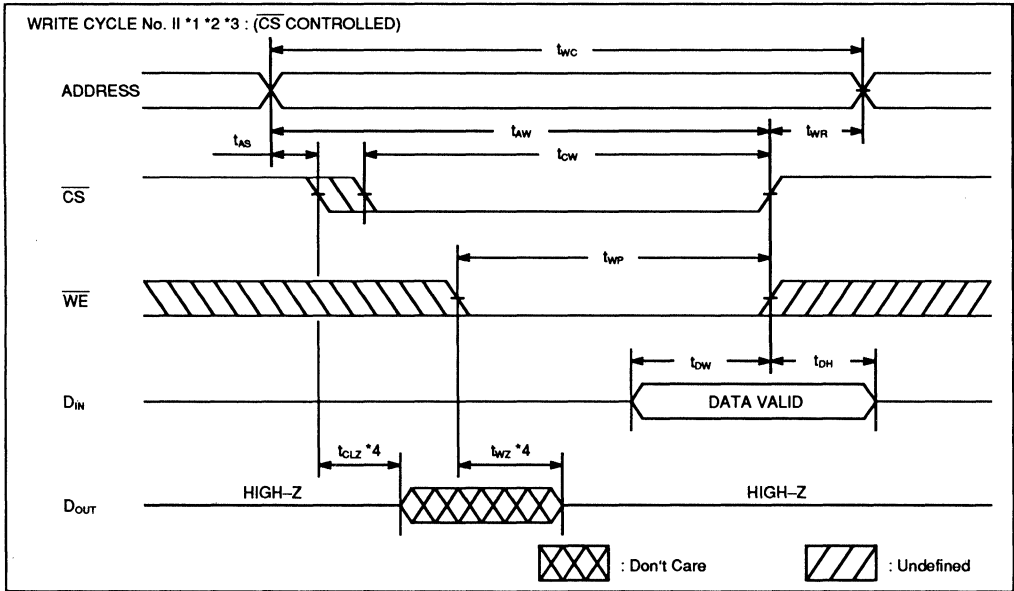 WRITE CYCLE No. II *1 *2 *3 : (CS CONTROLLED)
tWC
ADDRESS
tAW
tWR
tAS
tCW
CS
tWP
WE
tDW
tDH
DIN
DATA VALID
tCLZ *4
tWZ *4
HIGH–Z
HIGH–Z
DOUT
: Don't Care
: Undefined